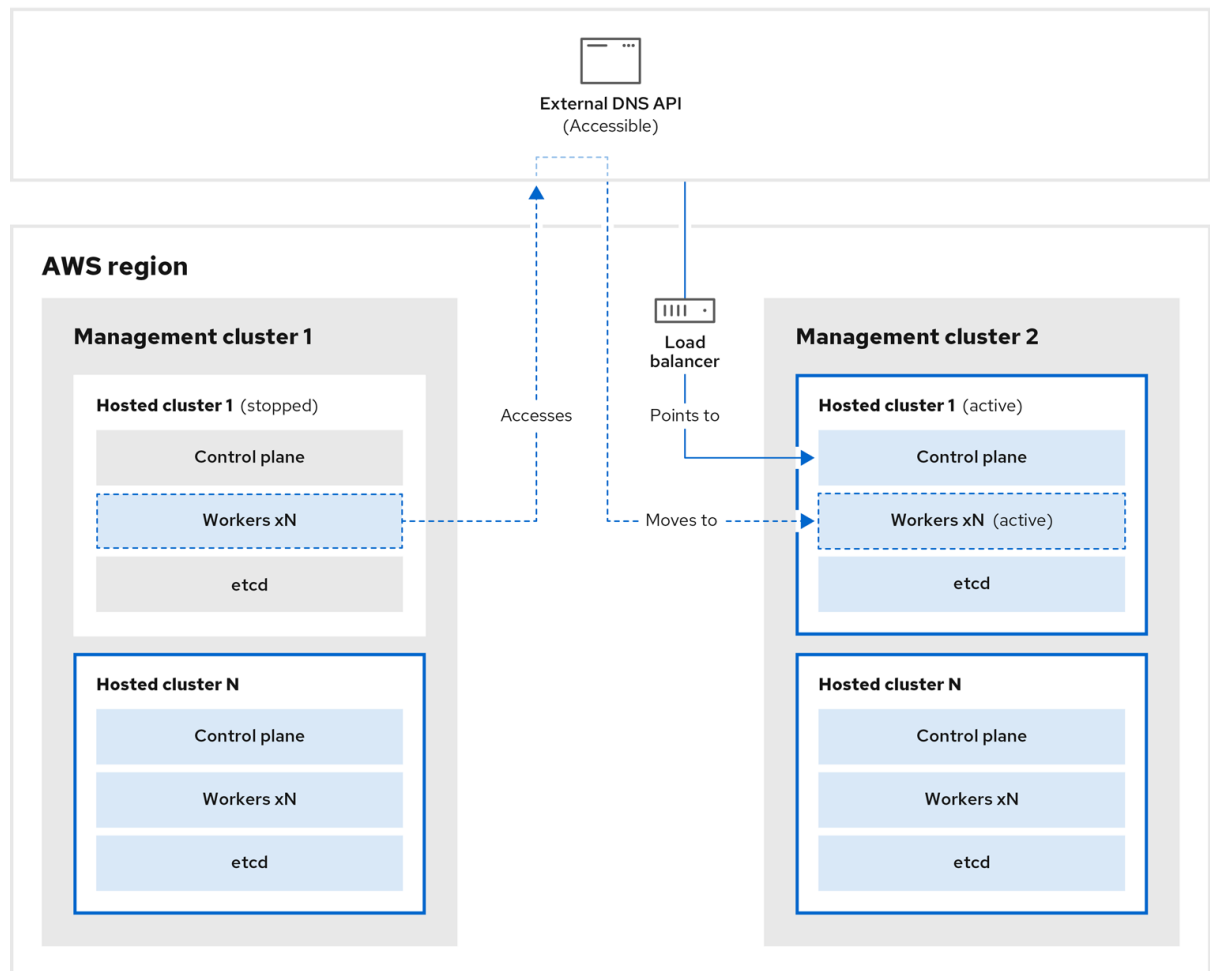 External DNS API
(Accessible)
AWS region
Management cluster 1
Hosted cluster 1 (stopped)
Control plane
Workers xN
etcd
Hosted cluster N
Control plane
Workers xN
etcd
Accesses
Load
balancer
Points to
Moves to
Management cluster 2
Hosted cluster 1 (active)
Control plane
Workers xN (active)
etcd
Hosted cluster N
Control plane
Workers xN
etcd